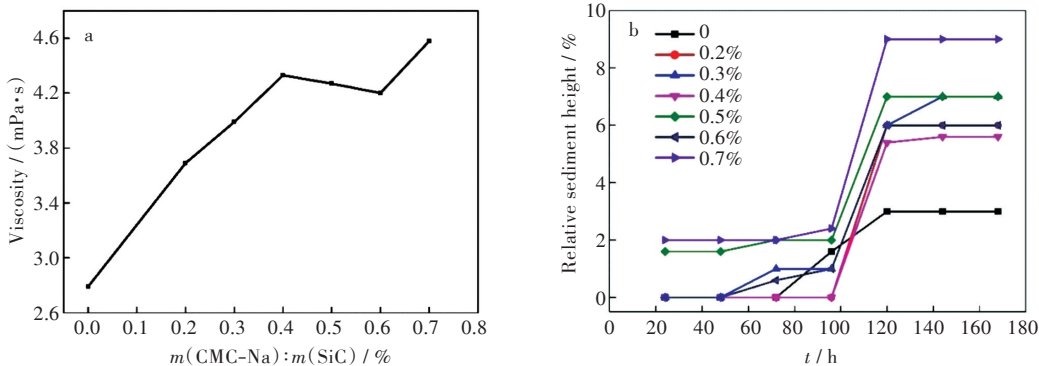 a
4.6
4.2
3.8
3.4
3.0
2.6
Viscosity / (mPa•s)
0.0 0.1 0.2 0.3 0.4 0.5 0.6 0.7 0.8
m(CMC-Na):m(SiC) / %
b
10
8
6
4
2
0
Relative sediment height / %
0
0.2%
0.3%
0.4%
0.5%
0.6%
0.7%
0 20 40 60 80 100 120 140 160 180
t / h